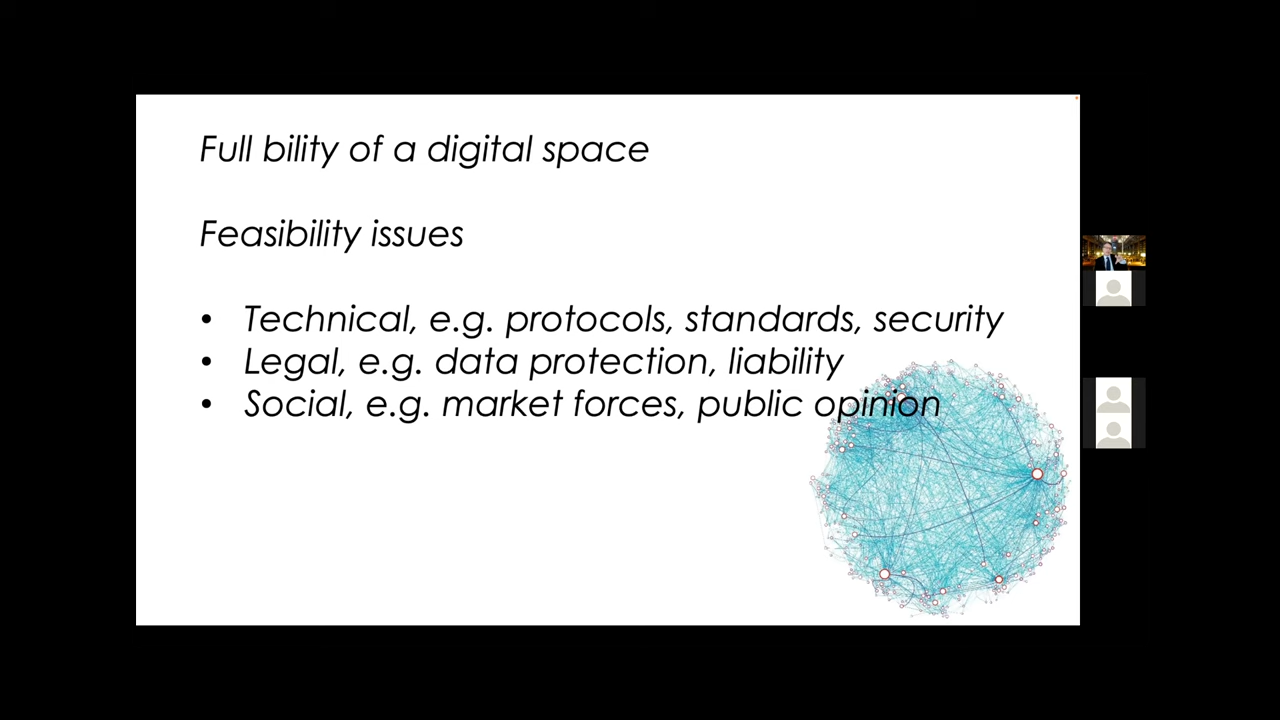 Full bility of a digital space
Feasibility issues
• Technical, e.g. protocols, standards, security
• Legal, e.g. data protection, liability
• Social, e.g. market forces, public opinion